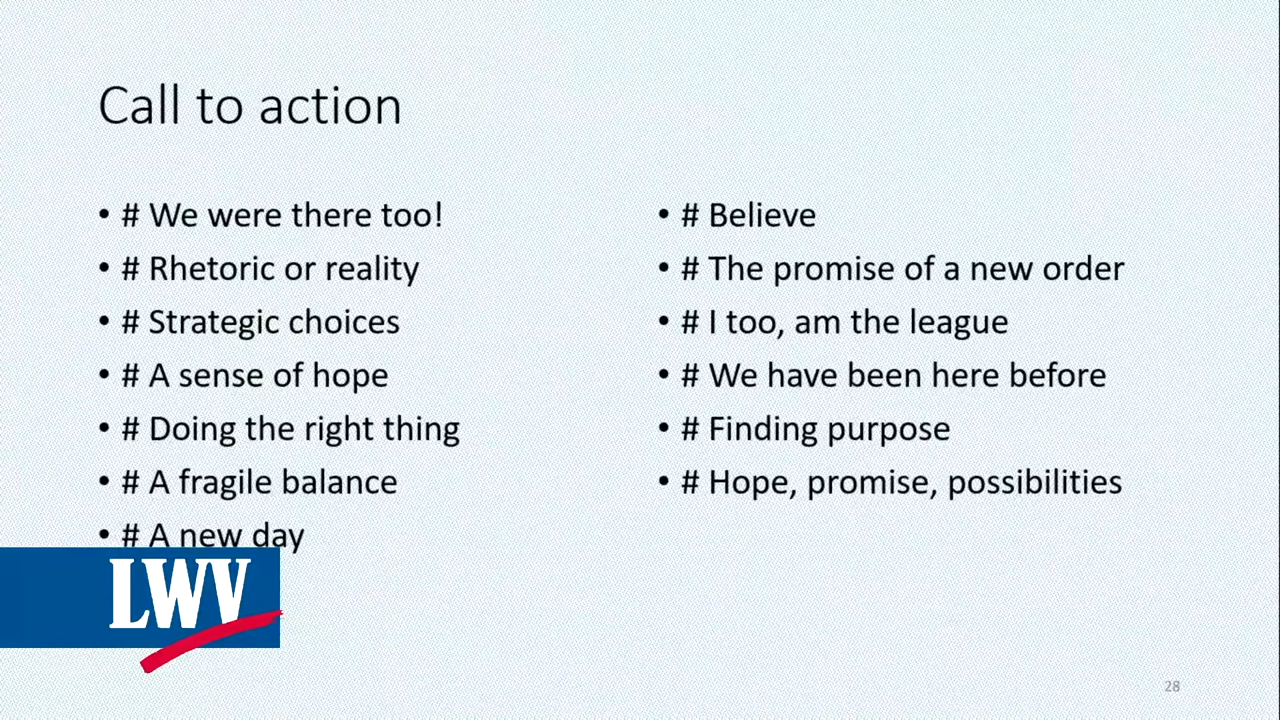 Call to action
• # We were there too!
• # Rhetoric or reality
• # Strategic choices
• # A sense of hope
• # Doing the right thing
• # A fragile balance
• # A new day
• # Believe
• # The promise of a new order
• # I too, am the league
• # We have been here before
• # Finding purpose
• # Hope, promise, possibilities
LWV
28